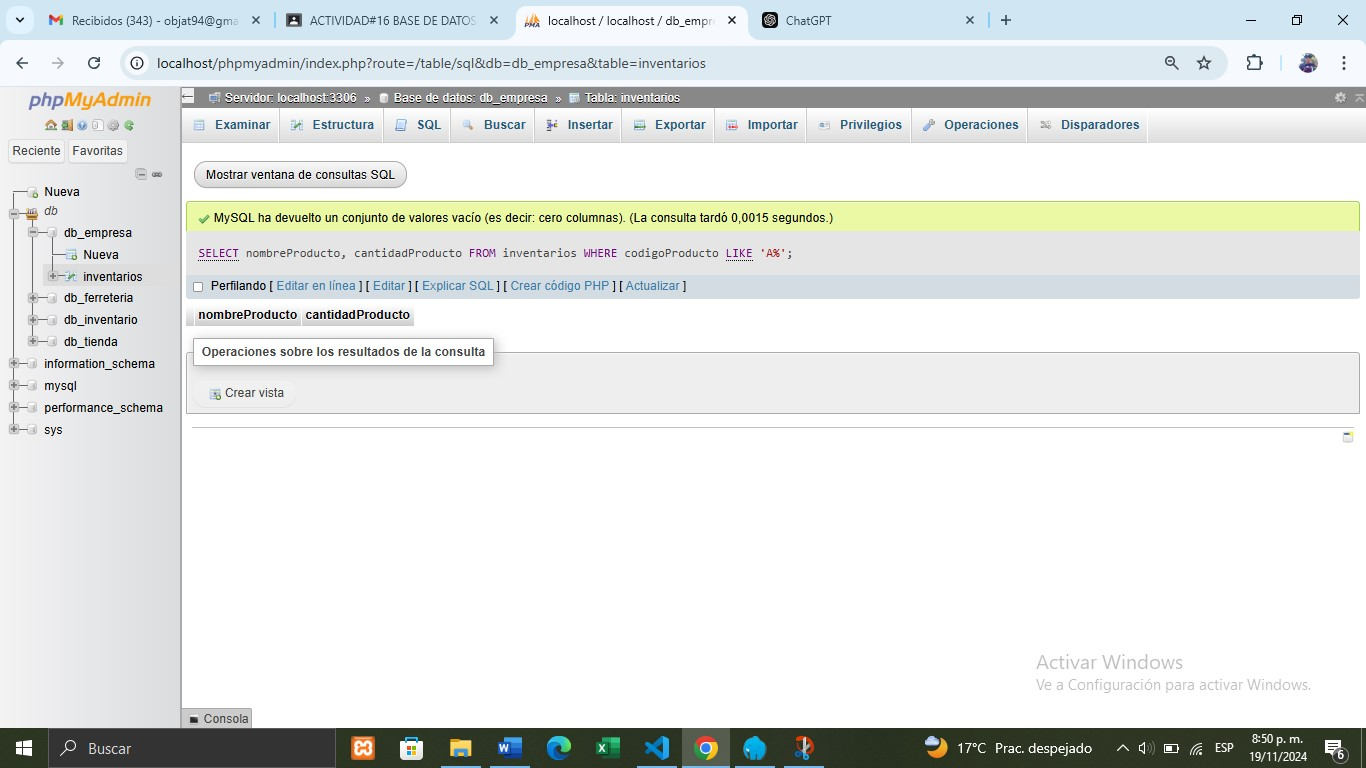 Recibidos (343) - objat94@gma
ACTIVIDAD#16 BASE DE DATOS
localhost / localhost / db_empr
ChatGPT
localhost/phpmyadmin/index.php?route=/table/sql&db=db_empresa&table=inventarios
phpMyAdmin
Reciente
Favoritas
Nueva
db
db_empresa
Nueva
inventarios
db_ferreteria
db_inventario
db_tienda
information_schema
mysql
performance_schema
sys
Servidor: localhost:3306 » Base de datos: db_empresa » Tabla: inventarios
Examinar Estructura SQL Buscar Insertar Exportar Importar Privilegios Operaciones Disparadores
Mostrar ventana de consultas SQL
MySQL ha devuelto un conjunto de valores vacío (es decir: cero columnas). (La consulta tardó 0,0015 segundos.)
SELECT nombreProducto, cantidadProducto FROM inventarios WHERE codigoProducto LIKE 'A%';
Perfilando [ Editar en línea ] [ Editar ] [ Explicar SQL ] [ Crear código PHP ] [ Actualizar ]
nombreProducto cantidadProducto
Operaciones sobre los resultados de la consulta
Crear vista
Activar Windows
Ve a Configuración para activar Windows.
Consola
Buscar
17°C Prac. despejado
ESP
8:50 p. m.
19/11/2024
6